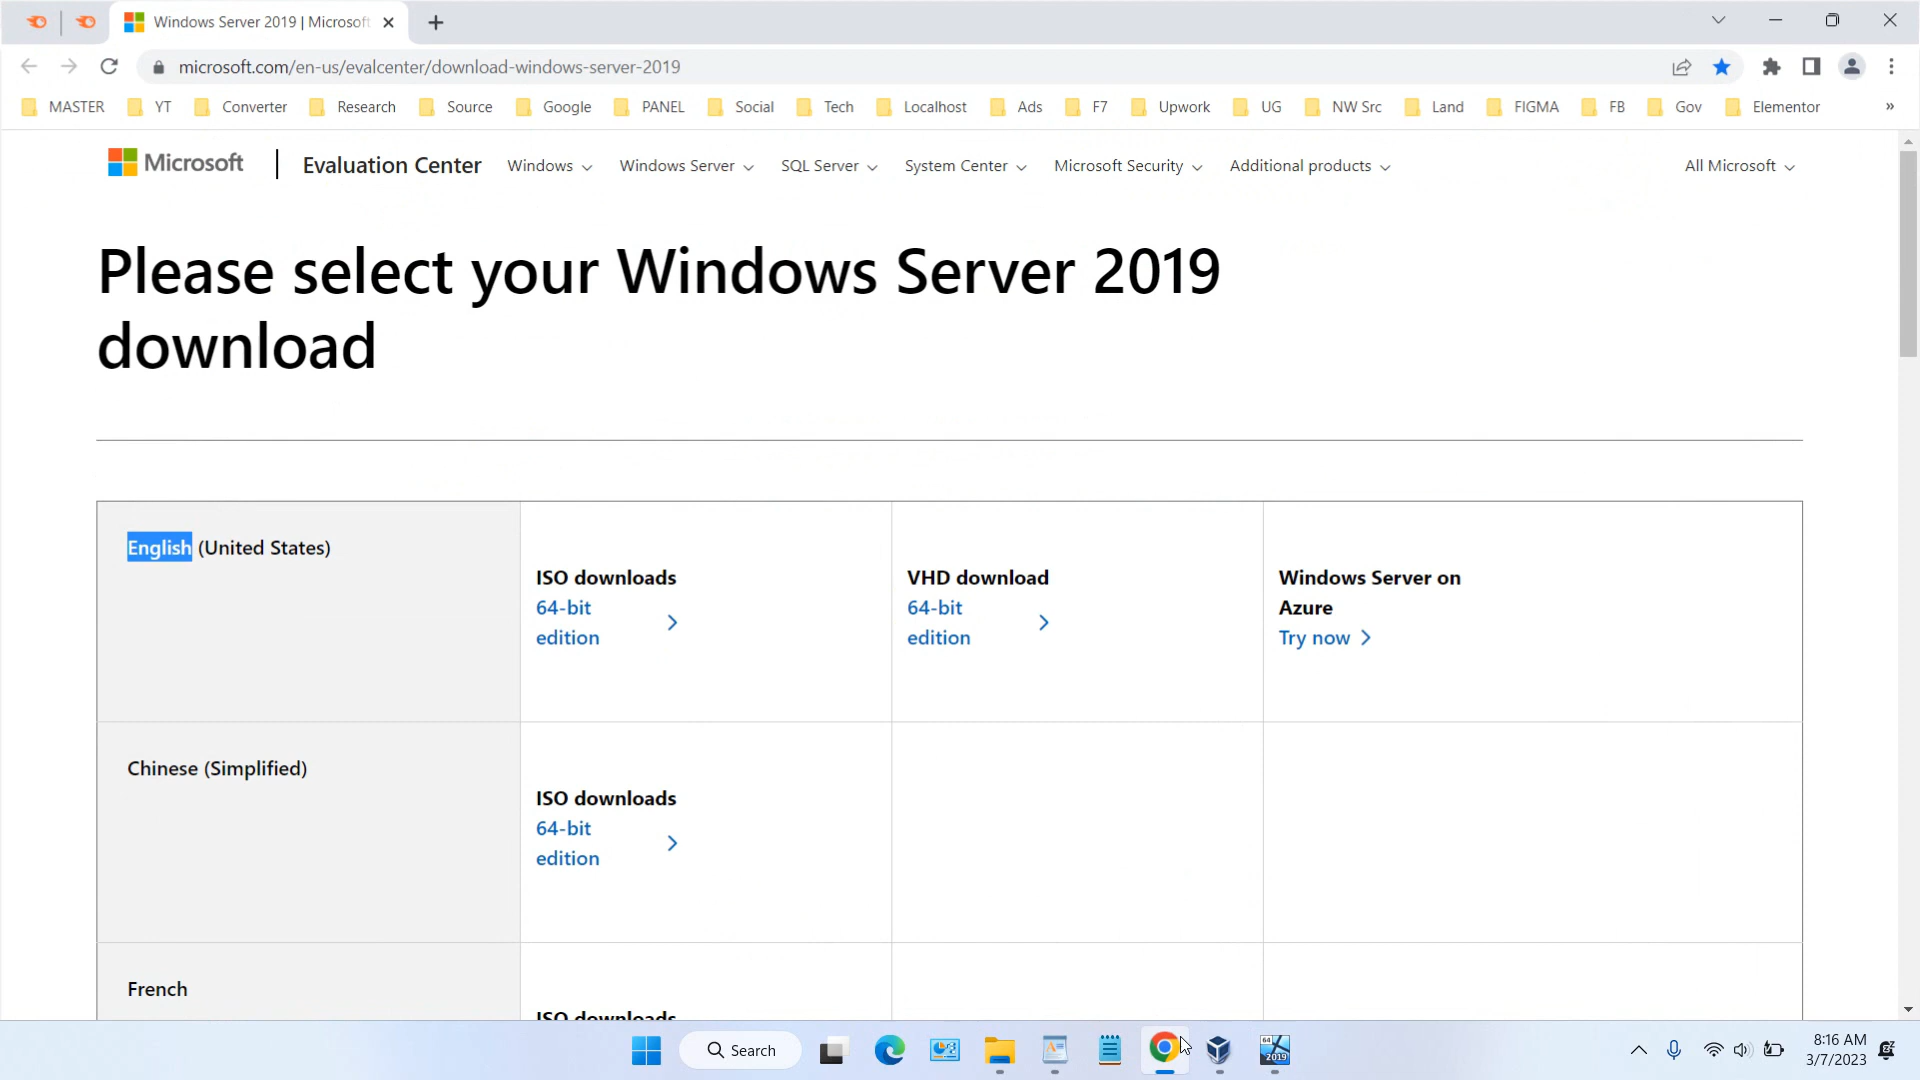 Windows Server 2019 | Microsoft
microsoft.com/en-us/evalcenter/download-windows-server-2019
MASTER YT Converter Research Source Google PANEL Social Tech Localhost Ads F7 Upwork UG NW Src Land FIGMA FB Gov Elementor »
Microsoft Evaluation Center Windows Windows Server SQL Server System Center Microsoft Security Additional products All Microsoft
Please select your Windows Server 2019
download
English (United States)
ISO downloads
64-bit
edition
VHD download
64-bit
edition
Windows Server on
Azure
Try now
Chinese (Simplified)
ISO downloads
64-bit
edition
French
ISO downloads
Search
64
2019
8:16 AM
3/7/2023